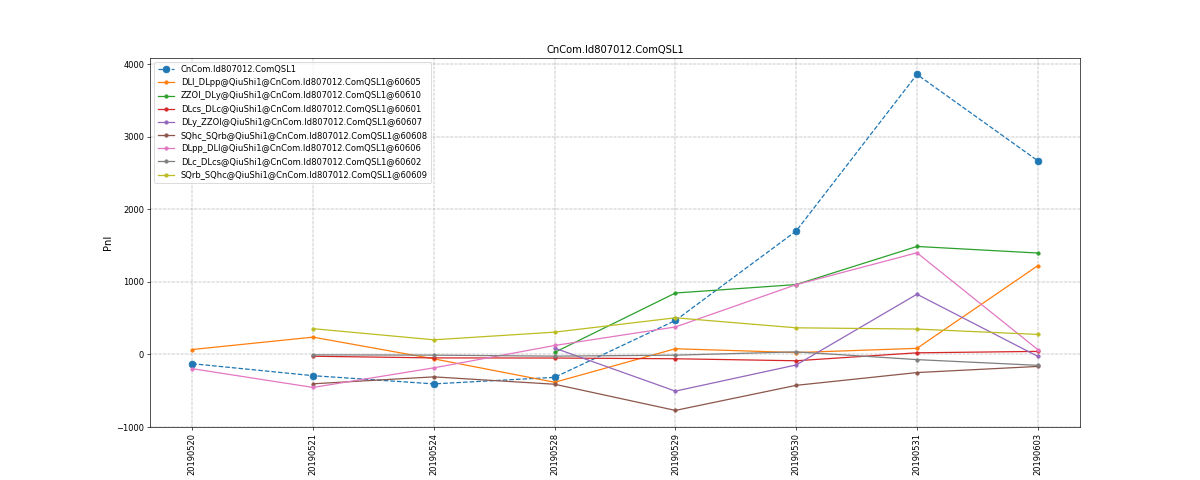 CnCom.Id807012.ComQSL1
CnCom.Id807012.ComQSL1
DLl_DLpp@QiuShi1@CnCom.Id807012.ComQSL1@60605
ZZOI_DLy@QiuShi1@CnCom.Id807012.ComQSL1@60610
DLcs_DLc@QiuShi1@CnCom.Id807012.ComQSL1@60601
DLy_ZZOI@QiuShi1@CnCom.Id807012.ComQSL1@60607
SQhc_SQrb@QiuShi1@CnCom.Id807012.ComQSL1@60608
DLpp_DLl@QiuShi1@CnCom.Id807012.ComQSL1@60606
DLc_DLcs@QiuShi1@CnCom.Id807012.ComQSL1@60602
SQrb_SQhc@QiuShi1@CnCom.Id807012.ComQSL1@60609
4000
3000
2000
1000
0
−1000
Pnl
20190520
20190521
20190524
20190528
20190529
20190530
20190531
20190603